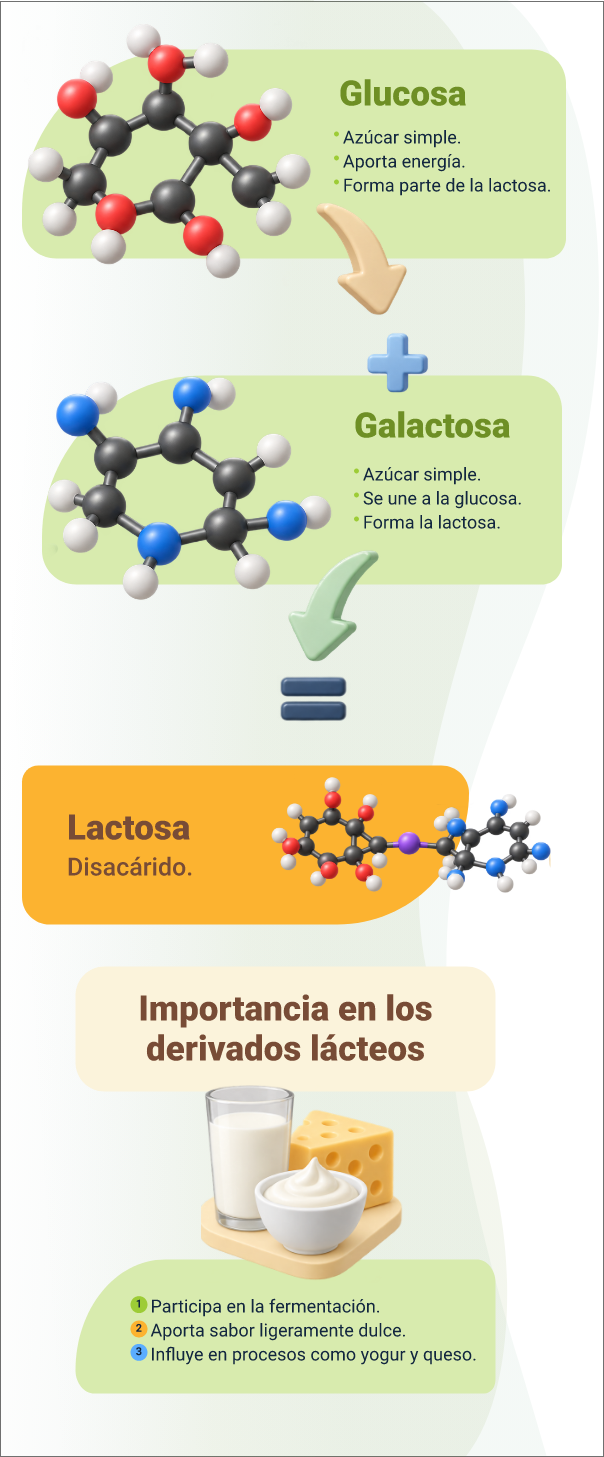 Glucosa
• Azúcar simple.
• Aporta energía.
• Forma parte de la lactosa.
Galactosa
• Azúcar simple.
• Se une a la glucosa.
• Forma la lactosa.
Lactosa
Disacárido.
Importancia en los
derivados lácteos
1 Participa en la fermentación.
2 Aporta sabor ligeramente dulce.
3 Influye en procesos como yogur y queso.